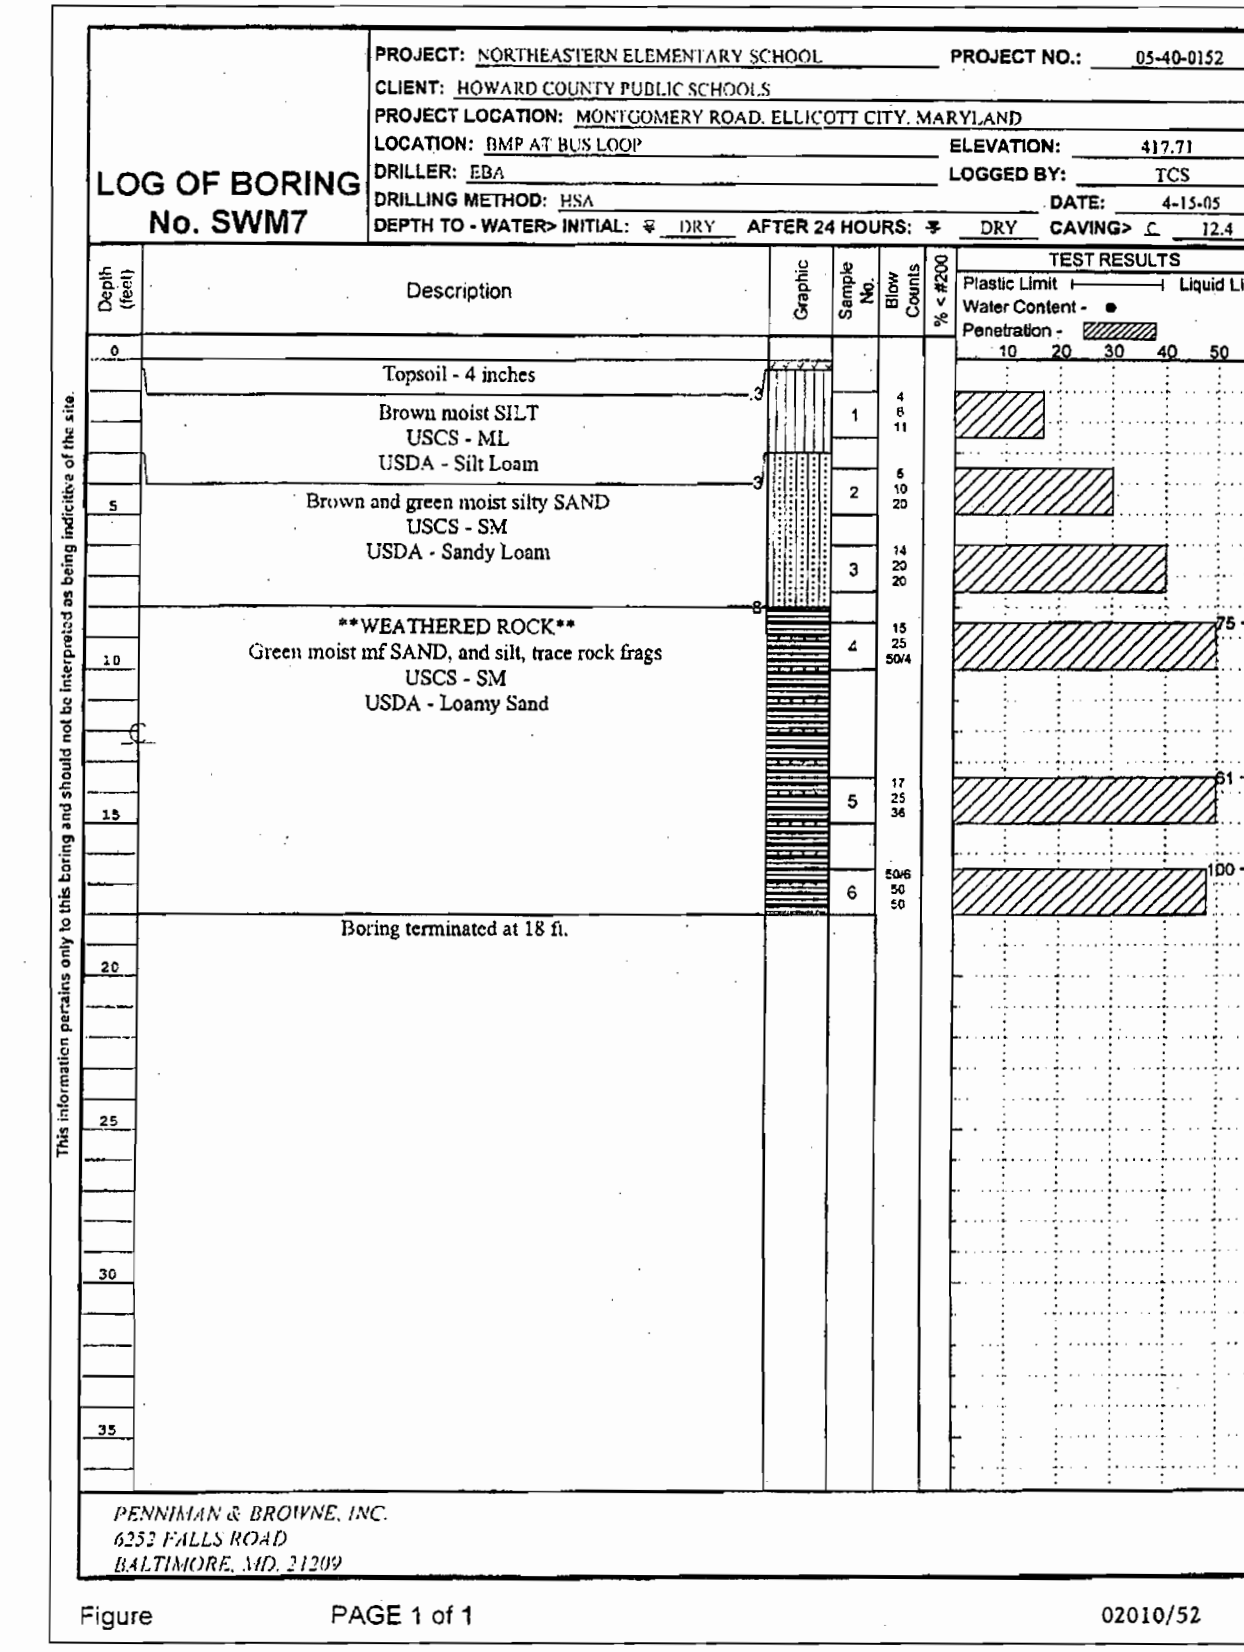 PROJECT: NORTHEASTERN ELEMENTARY SCHOOL PROJECT NO.: 05-40-0152
CLIENT: HOWARD COUNTY PUBLIC SCHOOLS
PROJECT LOCATION: MONTGOMERY ROAD. ELLICOTT CITY. MARYLAND
LOCATION: BMP AT BUS LOOP ELEVATION: 417.71
DRILLER: EBA LOGGED BY: TCS
DRILLING METHOD: HSA DATE: 4-15-05
DEPTH TO - WATER> INITIAL: DRY AFTER 24 HOURS: DRY CAVING> C 12.4
LOG OF BORING
No. SWM7
Depth
(feet)
Description
Graphic
Sample
No.
Blow
Counts
% < #200
TEST RESULTS
Plastic Limit Liquid Li
Water Content -
Penetration -
10 20 30 40 50
0
Topsoil - 4 inches
.3
Brown moist SILT
USCS - ML
USDA - Silt Loam
1
4
6
11
3
Brown and green moist silty SAND
USCS - SM
USDA - Sandy Loam
5
2
10
20
3
14
20
20
8
**WEATHERED ROCK**
Green moist mf SAND, and silt, trace rock frags
USCS - SM
USDA - Loamy Sand
10
4
15
25
50/4
75
C
15
5
17
25
36
61
6
50/6
50
50
100
Boring terminated at 18 ft.
20
25
30
35
This information pertains only to this boring and should not be interpreted as being indicitive of the site.
PENNIMAN & BROWNE, INC.
6252 FALLS ROAD
BALTIMORE, MD. 21209
Figure PAGE 1 of 1 02010/52